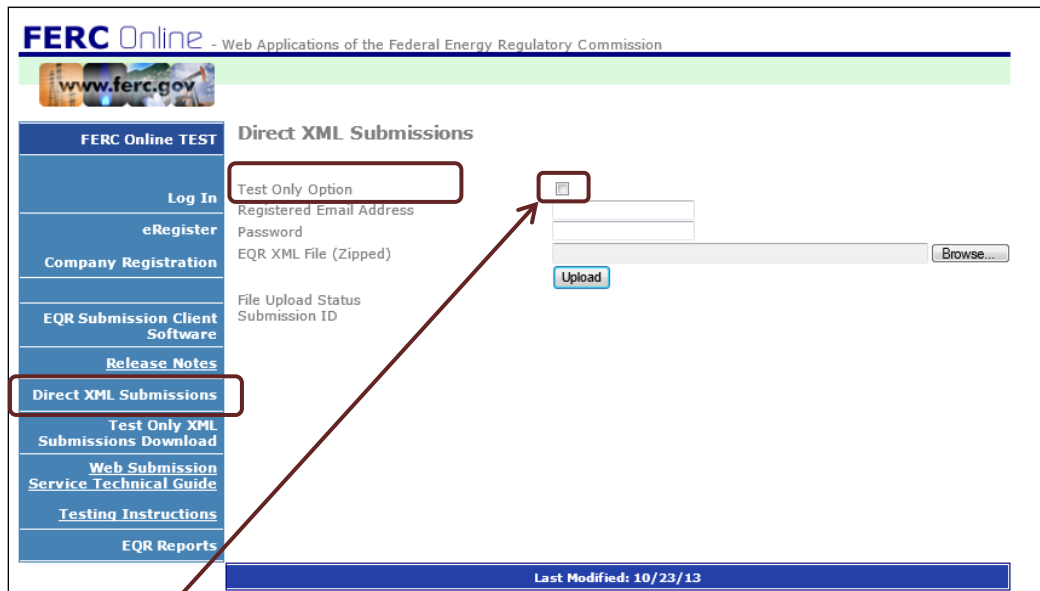 FERC Online - Web Applications of the Federal Energy Regulatory Commission
www.ferc.gov
FERC Online TEST
Log In
eRegister
Company Registration
EQR Submission Client
Software
Release Notes
Direct XML Submissions
Test Only XML
Submissions Download
Web Submission
Service Technical Guide
Testing Instructions
EQR Reports
Direct XML Submissions
Test Only Option
Registered Email Address
Password
EQR XML File (Zipped)
Browse...
Upload
File Upload Status
Submission ID
Last Modified: 10/23/13